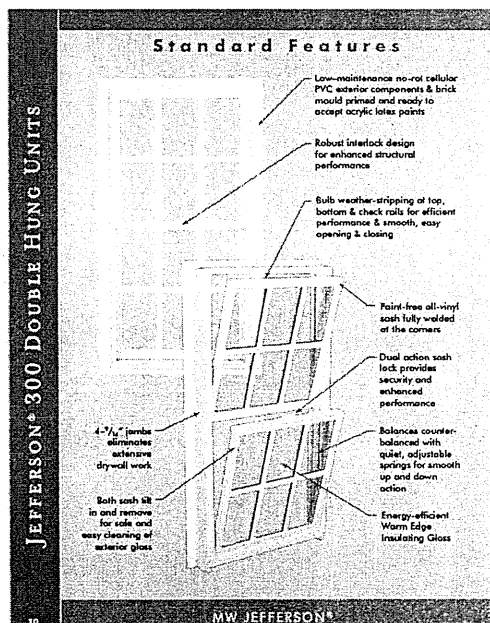 Standard Features
Low-maintenance no-rot cellular
PVC exterior components & brick
mould primed and ready to
accept acrylic latex paints
Robust interlock design
for enhanced structural
performance
Bulb weather-stripping at top,
bottom & check rails for efficient
performance & smooth, easy
opening & closing
Paint-free all-vinyl
sash fully welded
at the corners
Dual action sash
lock provides
security and
enhanced
performance
4-9/16" jambs
eliminates
extensive
drywall work
Balances counter-
balanced with
quiet, adjustable
springs for smooth
up and down
action
Both sash tilt
in and remove
for safe and
easy cleaning of
exterior glass
Energy-efficient
Warm Edge
Insulating Glass
JEFFERSON® 300 DOUBLE HUNG UNITS
10
MW JEFFERSON®